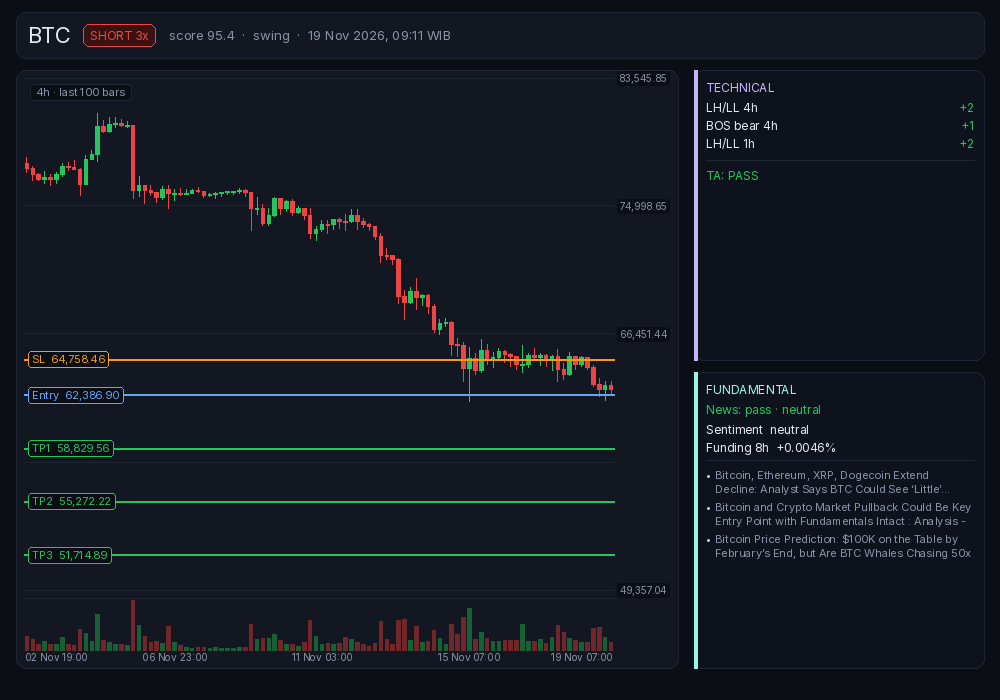 BTC SHORT 3x score 95.4 · swing · 19 Nov 2026, 09:11 WIB
4h · last 100 bars
83,545.85
74,998.65
66,451.44
SL 64,758.46
Entry 62,386.90
TP1 58,829.56
TP2 55,272.22
TP3 51,714.89
49,357.04
02 Nov 19:00 06 Nov 23:00 11 Nov 03:00 15 Nov 07:00 19 Nov 07:00
TECHNICAL
LH/LL 4h +2
BOS bear 4h +1
LH/LL 1h +2
TA: PASS
FUNDAMENTAL
News: pass · neutral
Sentiment neutral
Funding 8h +0.0046%
• Bitcoin, Ethereum, XRP, Dogecoin Extend
Decline: Analyst Says BTC Could See 'Little'...
• Bitcoin and Crypto Market Pullback Could Be Key
Entry Point with Fundamentals Intact : Analysis -
• Bitcoin Price Prediction: $100K on the Table by
February's End, but Are BTC Whales Chasing 50x